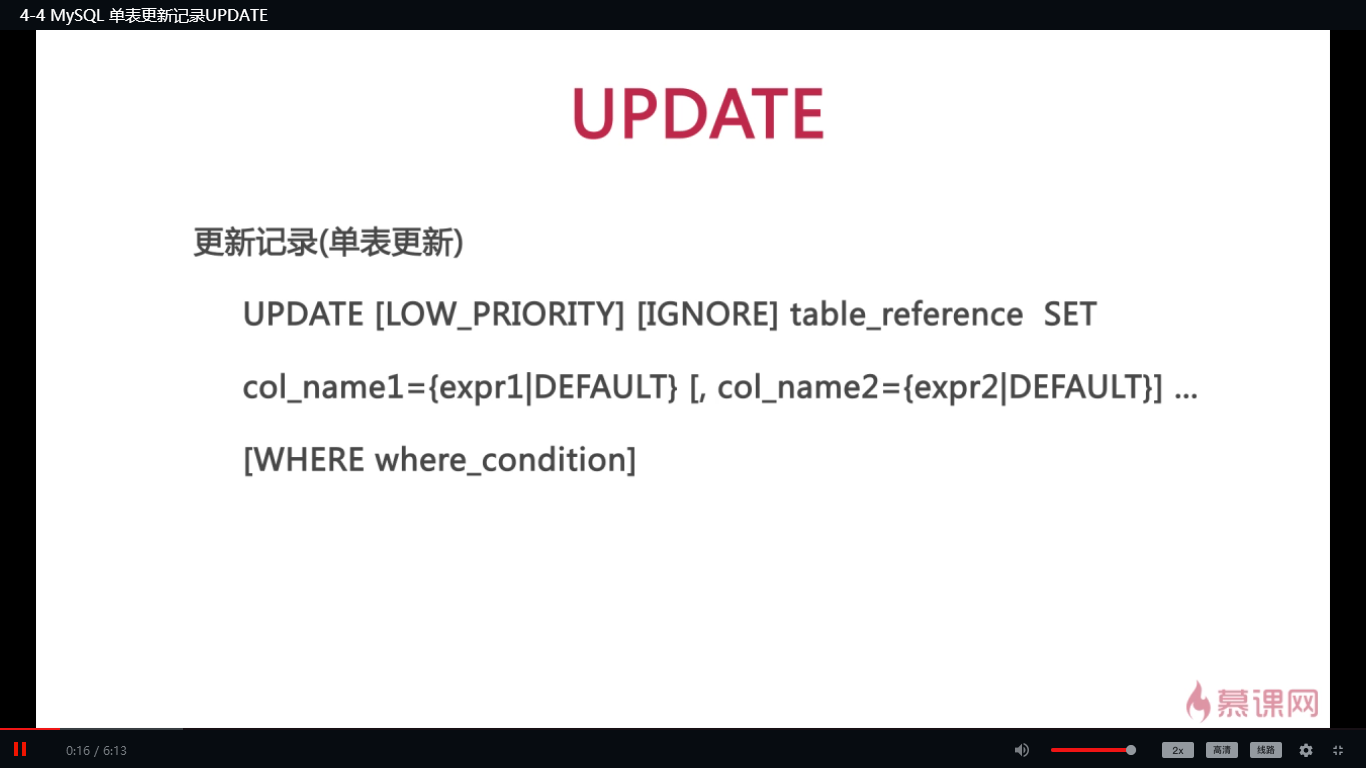 4-4 MySQL 单表更新记录UPDATE
UPDATE
更新记录(单表更新)
UPDATE [LOW_PRIORITY] [IGNORE] table_reference SET
col_name1={expr1|DEFAULT} [, col_name2={expr2|DEFAULT}] ...
[WHERE where_condition]
慕课网
0:16 / 6:13
2x
高清
线路